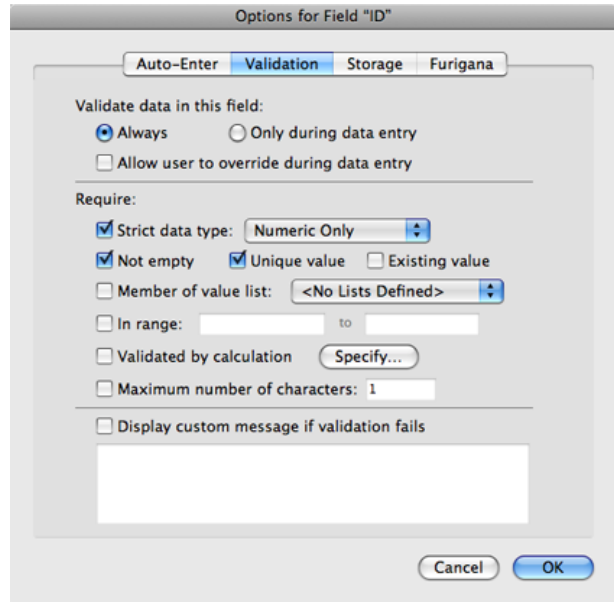 Options for Field "ID"
Auto-Enter Validation Storage Furigana
Validate data in this field:
Always Only during data entry
Allow user to override during data entry
Require:
Strict data type: Numeric Only
Not empty Unique value Existing value
Member of value list: <No Lists Defined>
In range: to
Validated by calculation Specify...
Maximum number of characters: 1
Display custom message if validation fails
Cancel OK